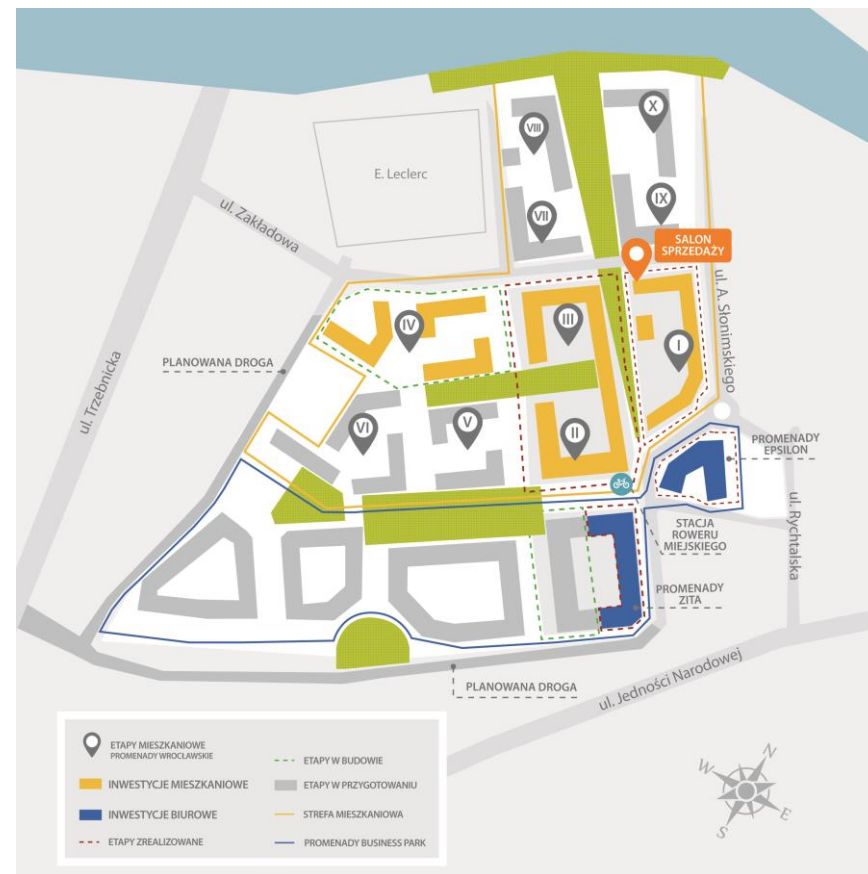 E. Leclerc
VIII
X
VII
IX
SALON
SPRZEDAŻY
ul. Zakładowa
ul. A. Słonimskiego
IV
III
I
PLANOWANA DROGA
ul. Trzebnicka
VI
V
II
PROMENADY
EPSILON
STACJA
ROWERU
MIEJSKIEGO
ul. Rychtalska
PROMENADY
ZITA
PLANOWANA DROGA
ul. Jedności Narodowej
ETAPY MIESZKANIOWE
PROMENADY WROCŁAWSKIE
INWESTYCJE MIESZKANIOWE
INWESTYCJE BIUROWE
ETAPY ZREALIZOWANE
ETAPY W BUDOWIE
ETAPY W PRZYGOTOWANIU
STREFA MIESZKANIOWA
PROMENADY BUSINESS PARK
N
W
E
S